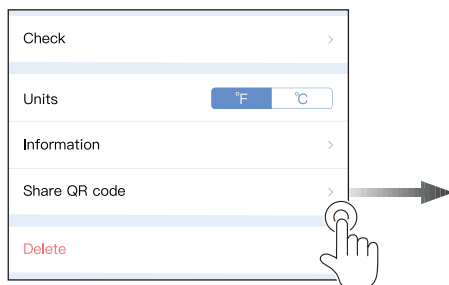 Check
Units °F °C
Information
Share QR code
Delete